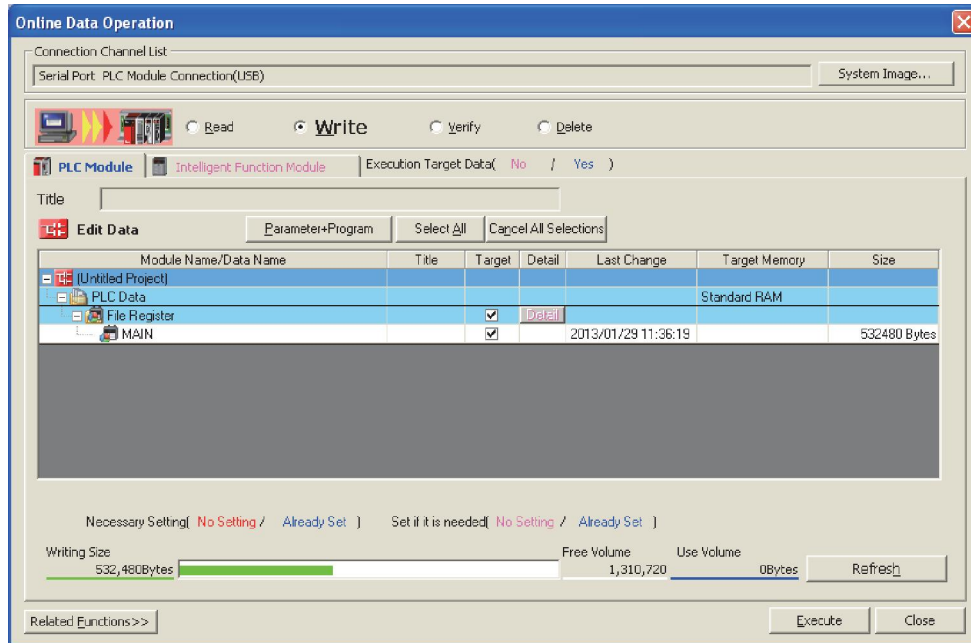 Online Data Operation
Connection Channel List
Serial Port PLC Module Connection(USB)
System Image...
Read
Write
Verify
Delete
PLC Module
Intelligent Function Module
Execution Target Data( No / Yes )
Title
Edit Data
Parameter+Program
Select All
Cancel All Selections
Module Name/Data Name Title Target Detail Last Change Target Memory Size
(Untitled Project)
PLC Data Standard RAM
File Register Detail
MAIN 2013/01/29 11:36:19 532480 Bytes
Necessary Setting( No Setting / Already Set ) Set if it is needed( No Setting / Already Set )
Writing Size Free Volume Use Volume
532,480Bytes 1,310,720 0Bytes Refresh
Related Functions>> Execute Close